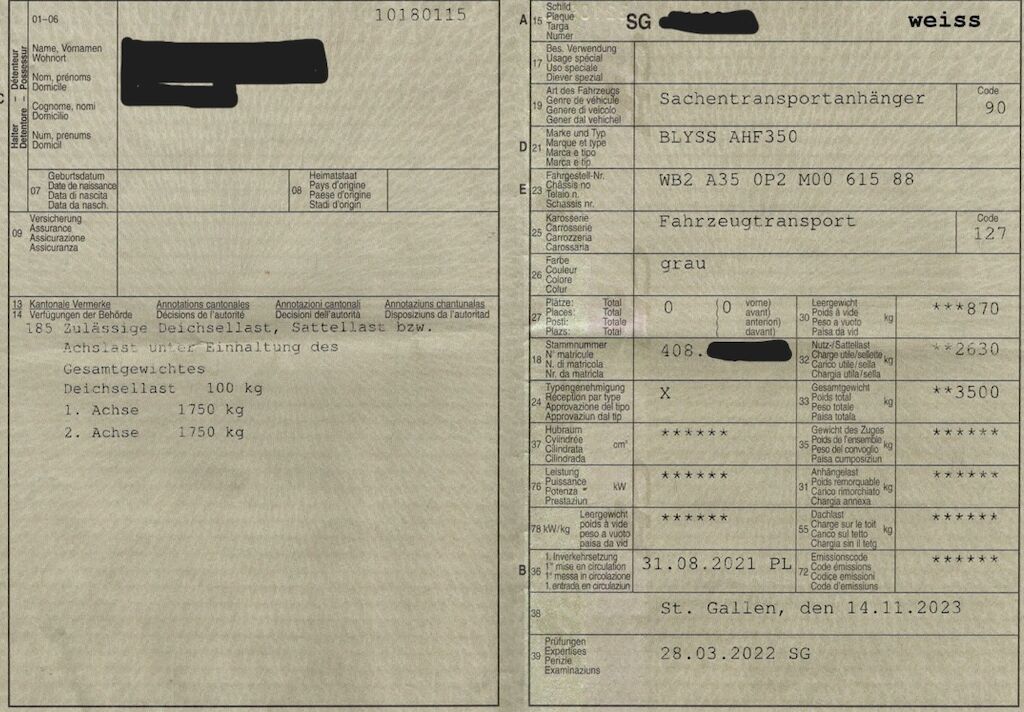 01-06
10180115
Halter – Détenteur
Detentore – Possessur
Name, Vornamen
Wohnort
Nom, prénoms
Domicile
Cognome, nomi
Domicilio
Num, prenums
Domicil
07
Geburtsdatum
Date de naissance
Data di nascita
Data da nasch.
08
Heimatstaat
Pays d'origine
Paese d'origine
Stadi d'origin
09
Versicherung
Assurance
Assicurazione
Assicuranza
13 Kantonale Vermerke Annotations cantonales Annotazioni cantonali Annotaziuns chantunalas
14 Verfügungen der Behörde Décisions de l'autorité Decisioni dell'autorità Disposiziuns da l'autoritad
185 Zulässige Deichsellast, Sattellast bzw.
Achslast unter Einhaltung des
Gesamtgewichtes
Deichsellast 100 kg
1. Achse 1750 kg
2. Achse 1750 kg
A 15
Schild
Plaque
Targa
Numer
SG
weiss
17
Bes. Verwendung
Usage spécial
Uso speciale
Diever spezial
19
Art des Fahrzeugs
Genre de véhicule
Genere di veicolo
Gener dal vehichel
Sachentransportanhänger
Code
90
D 21
Marke und Typ
Marque et type
Marca e tipo
Marca e tip
BLYSS AHF350
E 23
Fahrgestell-Nr.
Châssis no
Telaio n.
Schassis nr.
WB2 A35 0P2 M00 615 88
25
Karosserie
Carrosserie
Carrozzeria
Carossaria
Fahrzeugtransport
Code
127
26
Farbe
Couleur
Colore
Colur
grau
27
Plätze: Total
Places: Total
Posti: Totale
Plazs: Total
0
(0 vorne)
( avant)
( anteriori)
( davant)
30
Leergewicht
Poids à vide
Peso a vuoto
Paisa da vid
kg
***870
18
Stammnummer
N° matricule
N. di matricola
Nr. da matricla
408.
32
Nutz-/Sattellast
Charge utile/sellette
Carico utile/sella
Chargia utila/sella
kg
**2630
24
Typengenehmigung
Réception par type
Approvazione del tipo
Approvaziun dal tip
X
33
Gesamtgewicht
Poids total
Peso totale
Paisa totala
kg
**3500
37
Hubraum
Cylindrée
Cilindrata
Cilindrada
cm³
******
35
Gewicht des Zuges
Poids de l'ensemble
Peso del convoglio
Paisa cumposiziun
kg
******
76
Leistung
Puissance
Potenza
Prestaziun
kW
******
31
Anhängelast
Poids remorquable
Carico rimorchiato
Chargia annexa
kg
******
78 kW/kg
Leergewicht
poids à vide
peso a vuoto
paisa da vid
******
55
Dachlast
Charge sur le toit
Carico sul tetto
Chargia sin il tetg
kg
******
B 36
1. Inverkehrsetzung
1re mise en circulation
1a messa in circolazione
1. entrada en circulaziun
31.08.2021 PL
72
Emissionscode
Code émissions
Codice emissioni
Code d'emissiuns
******
38
St. Gallen, den 14.11.2023
39
Prüfungen
Expertises
Perizie
Examinaziuns
28.03.2022 SG